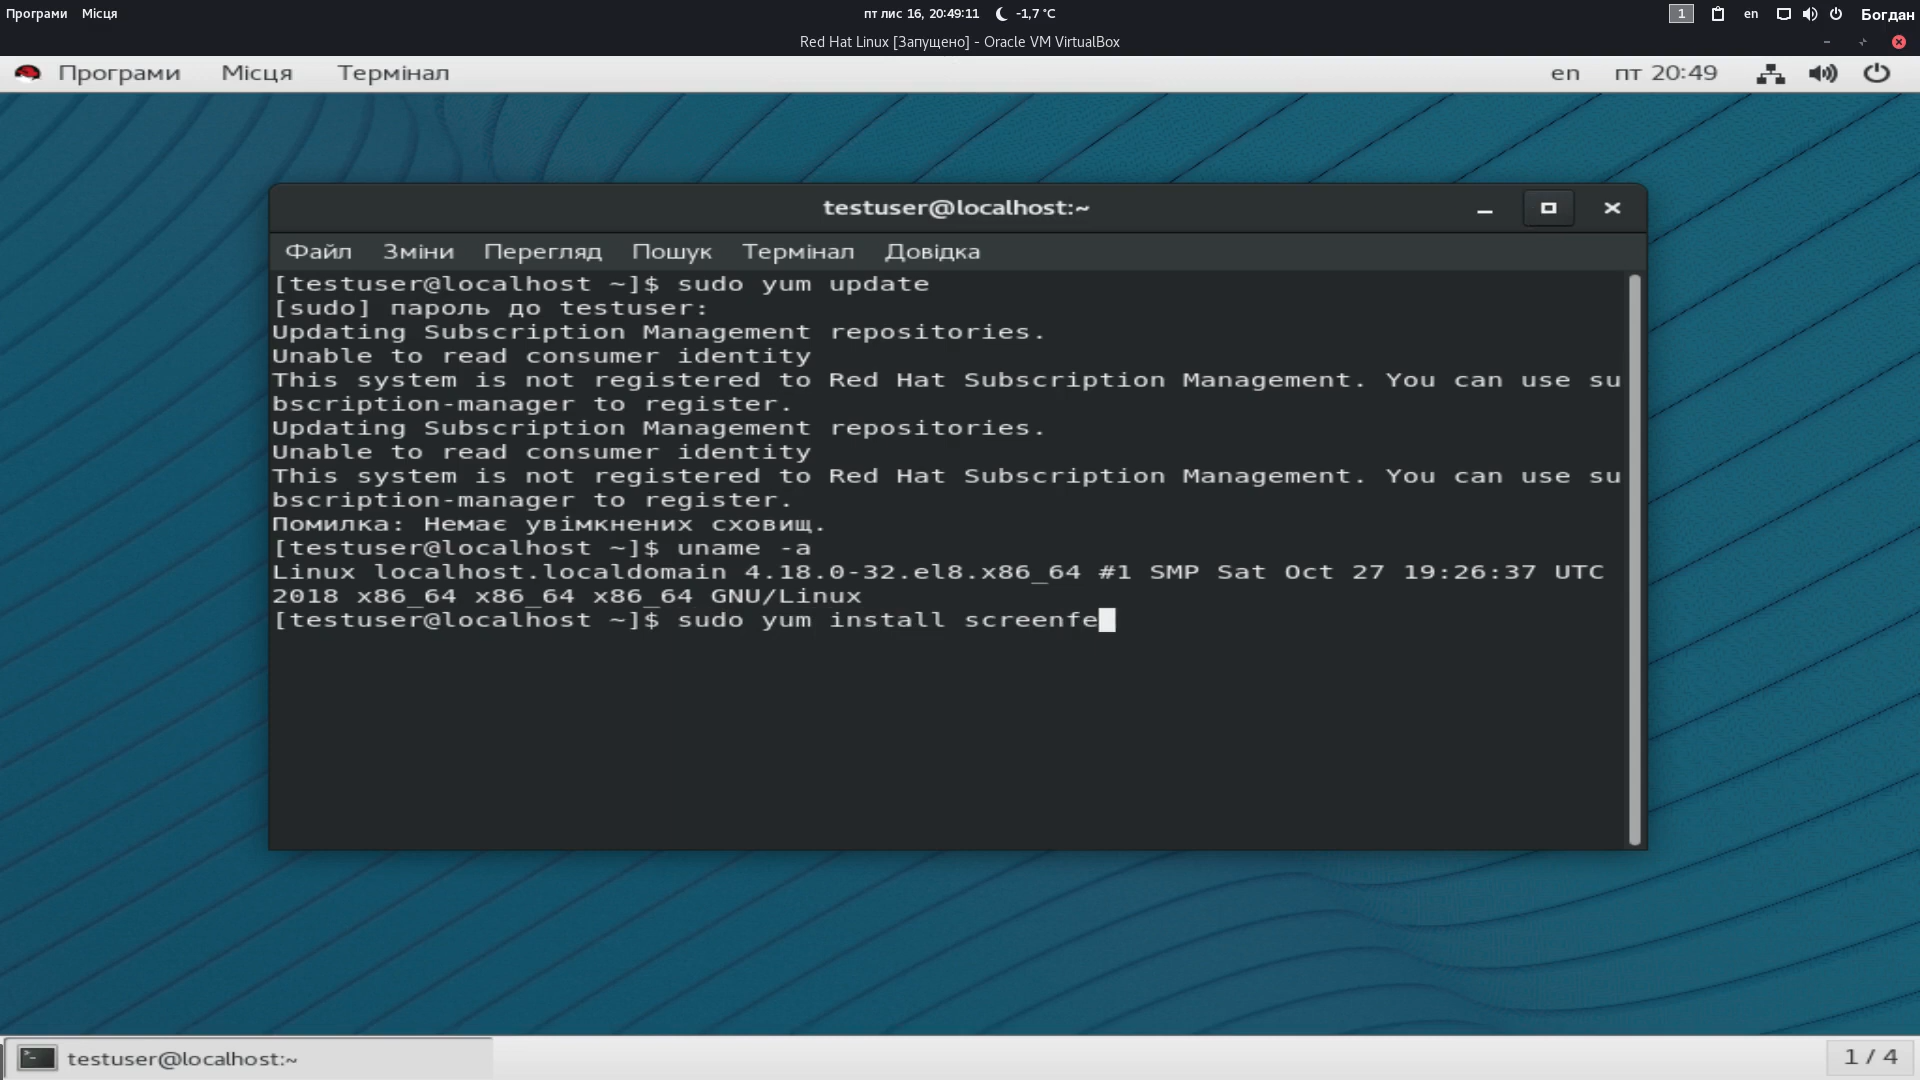 Програми Місця пт лис 16, 20:49:11 -1,7 °C 1 en Богдан
Red Hat Linux [Запущено] - Oracle VM VirtualBox
Програми Місця Термінал en пт 20:49
testuser@localhost:~
Файл Зміни Перегляд Пошук Термінал Довідка
[testuser@localhost ~]$ sudo yum update
[sudo] пароль до testuser:
Updating Subscription Management repositories.
Unable to read consumer identity
This system is not registered to Red Hat Subscription Management. You can use su
bscription-manager to register.
Updating Subscription Management repositories.
Unable to read consumer identity
This system is not registered to Red Hat Subscription Management. You can use su
bscription-manager to register.
Помилка: Немає увімкнених сховищ.
[testuser@localhost ~]$ uname -a
Linux localhost.localdomain 4.18.0-32.el8.x86_64 #1 SMP Sat Oct 27 19:26:37 UTC
2018 x86_64 x86_64 x86_64 GNU/Linux
[testuser@localhost ~]$ sudo yum install screenfe
testuser@localhost:~ 1 / 4